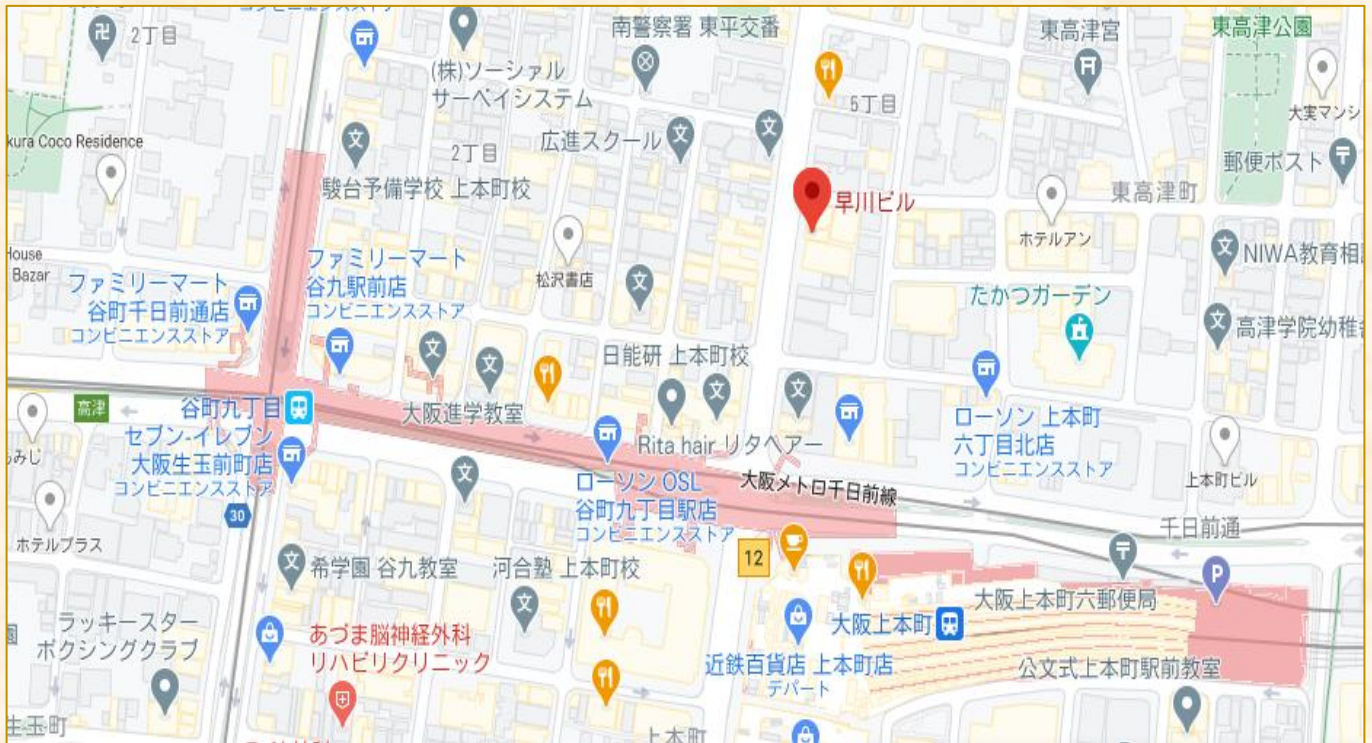 コンビニエンスストア
2丁目
南警察署 東平交番
東高津宮
東高津公園
(株)ソーシャル
サーベイシステム
5丁目
大実マンシ
kura Coco Residence
2丁目
広進スクール
郵便ポスト
駿台予備学校 上本町校
早川ビル
東高津町
ホテルアン
House
Bazar
ファミリーマート
谷九駅前店
コンビニエンスストア
松沢書店
NIWA教育相
ファミリーマート
谷町千日前通店
コンビニエンスストア
たかつガーデン
高津学院幼稚
日能研 上本町校
高津
谷町九丁目
大阪進学教室
ローソン 上本町
六丁目北店
コンビニエンスストア
セブン-イレブン
大阪生玉前町店
コンビニエンスストア
Rita hair リタヘアー
みじ
ローソン OSL
谷町九丁目駅店
コンビニエンスストア
大阪メトロ千日前線
上本町ビル
30
千日前通
ホテルプラス
12
P
希学園 谷九教室
河合塾 上本町校
大阪上本町六郵便局
ラッキースター
ボクシングクラブ
園
あづま脳神経外科
リハビリクリニック
大阪上本町
近鉄百貨店 上本町店
デパート
公文式上本町駅前教室
生玉町
上本町